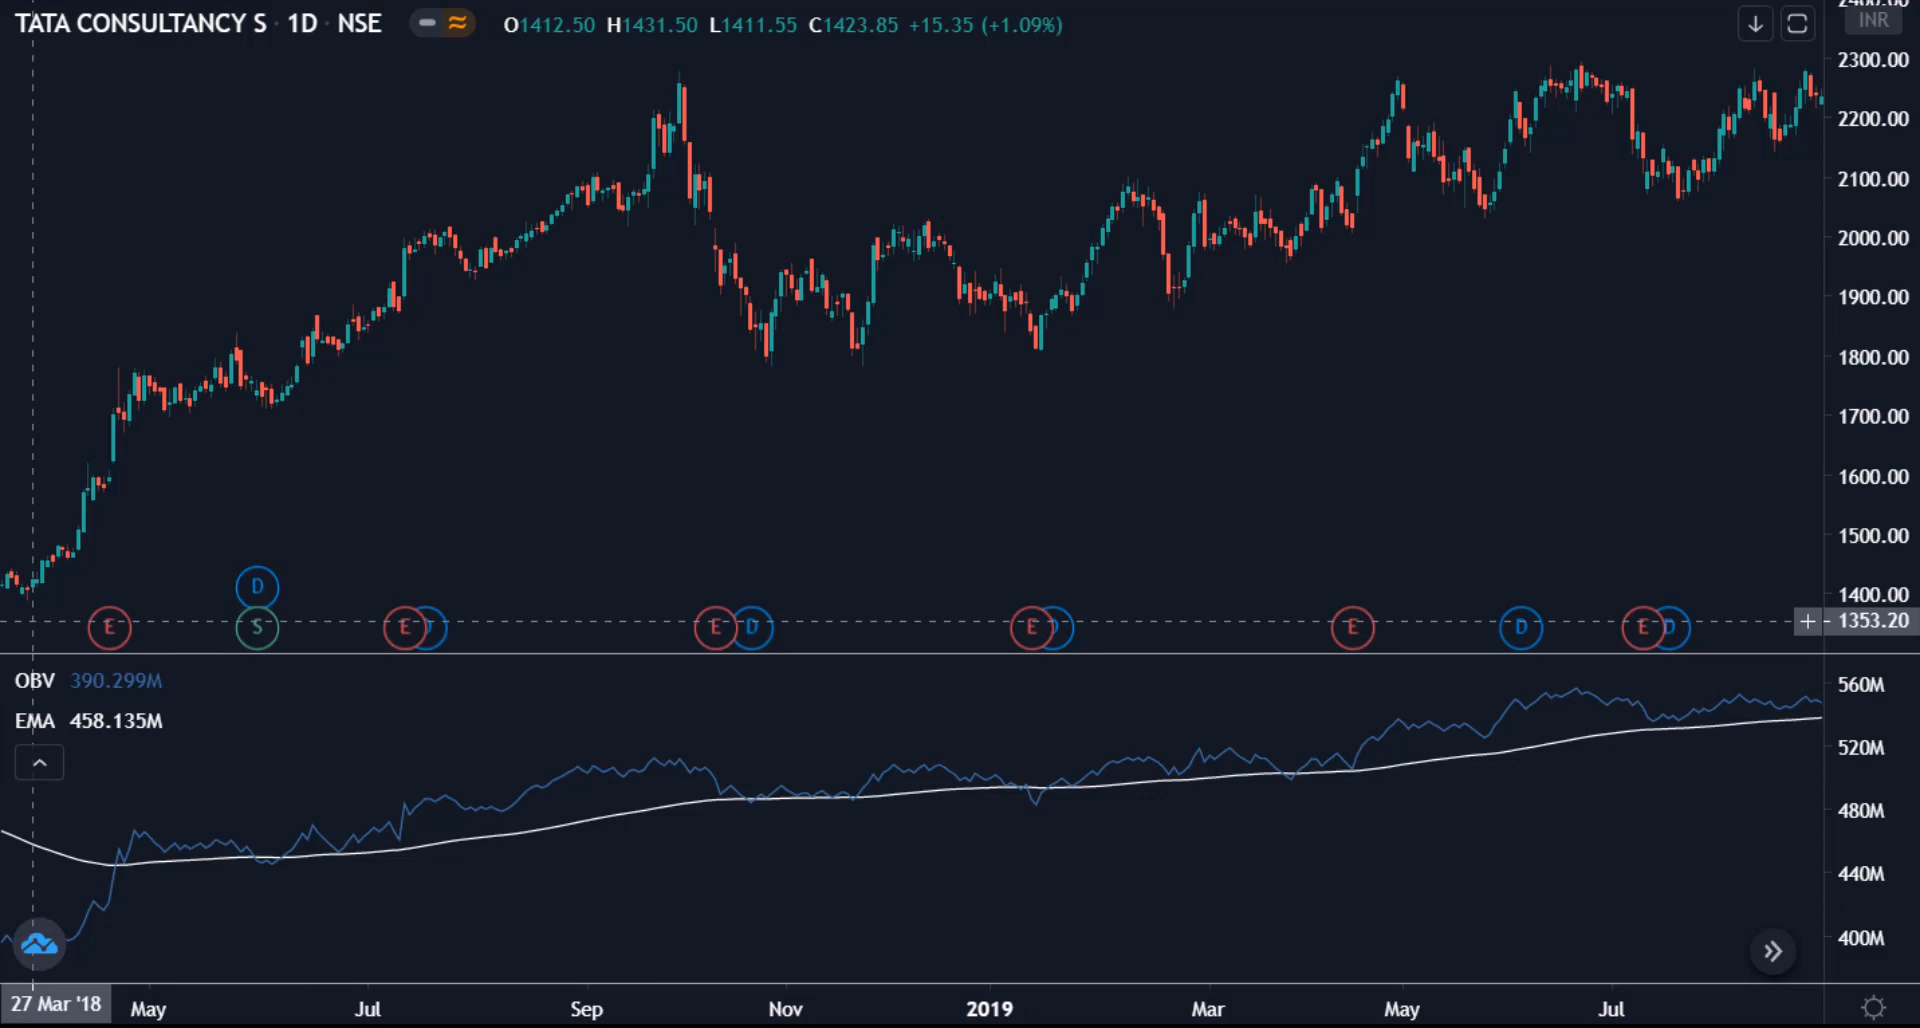 TATA CONSULTANCY S · 1D · NSE O1412.50 H1431.50 L1411.55 C1423.85 +15.35 (+1.09%)
2400.00
INR
2300.00
2200.00
2100.00
2000.00
1900.00
1800.00
1700.00
1600.00
1500.00
1400.00
D
E S E D E D E D E D E D
1353.20
OBV 390.299M
EMA 458.135M
560M
520M
480M
440M
400M
27 Mar '18 May Jul Sep Nov 2019 Mar May Jul